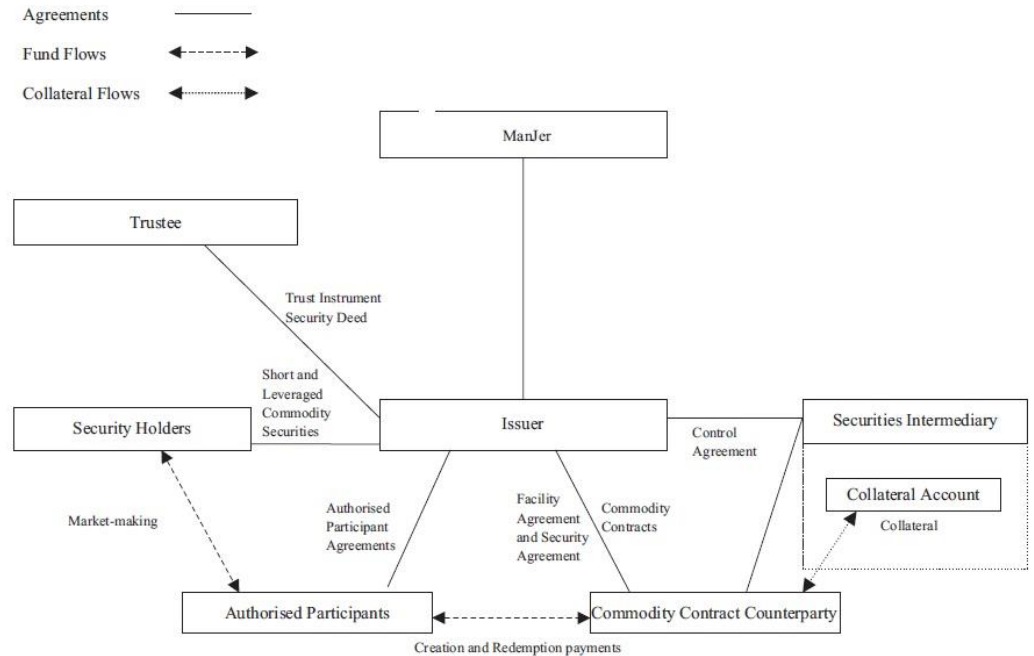 Agreements
Fund Flows
Collateral Flows
ManJer
Trustee
Trust Instrument
Security Deed
Short and
Leveraged
Commodity
Securities
Security Holders
Issuer
Control
Agreement
Securities Intermediary
Collateral Account
Collateral
Market-making
Authorised
Participant
Agreements
Facility
Agreement
and Security
Agreement
Commodity
Contracts
Authorised Participants
Commodity Contract Counterparty
Creation and Redemption payments